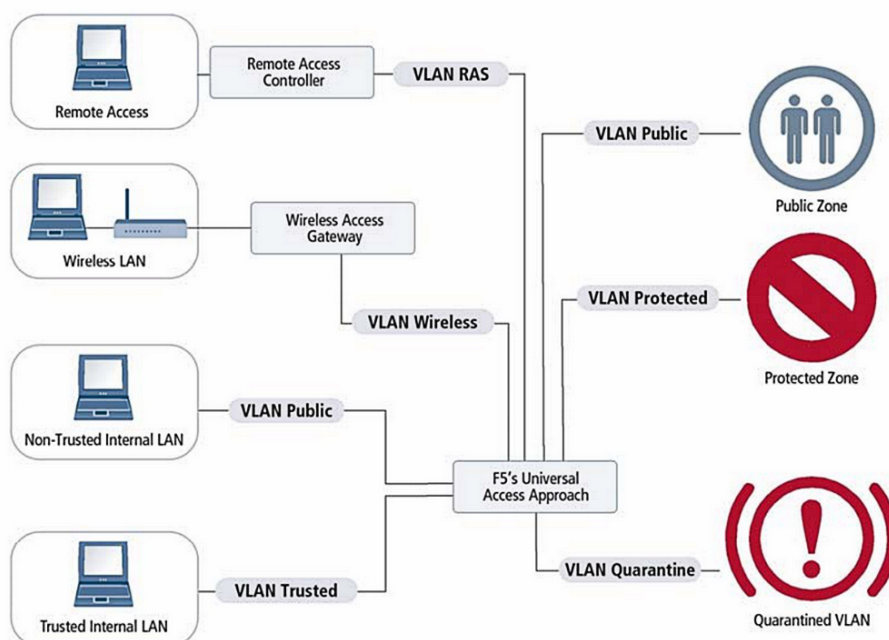 Remote Access
Remote Access
Controller
VLAN RAS
VLAN Public
Public Zone
Wireless LAN
Wireless Access
Gateway
VLAN Wireless
VLAN Protected
Protected Zone
Non-Trusted Internal LAN
VLAN Public
F5's Universal
Access Approach
Trusted Internal LAN
VLAN Trusted
VLAN Quarantine
Quarantined VLAN